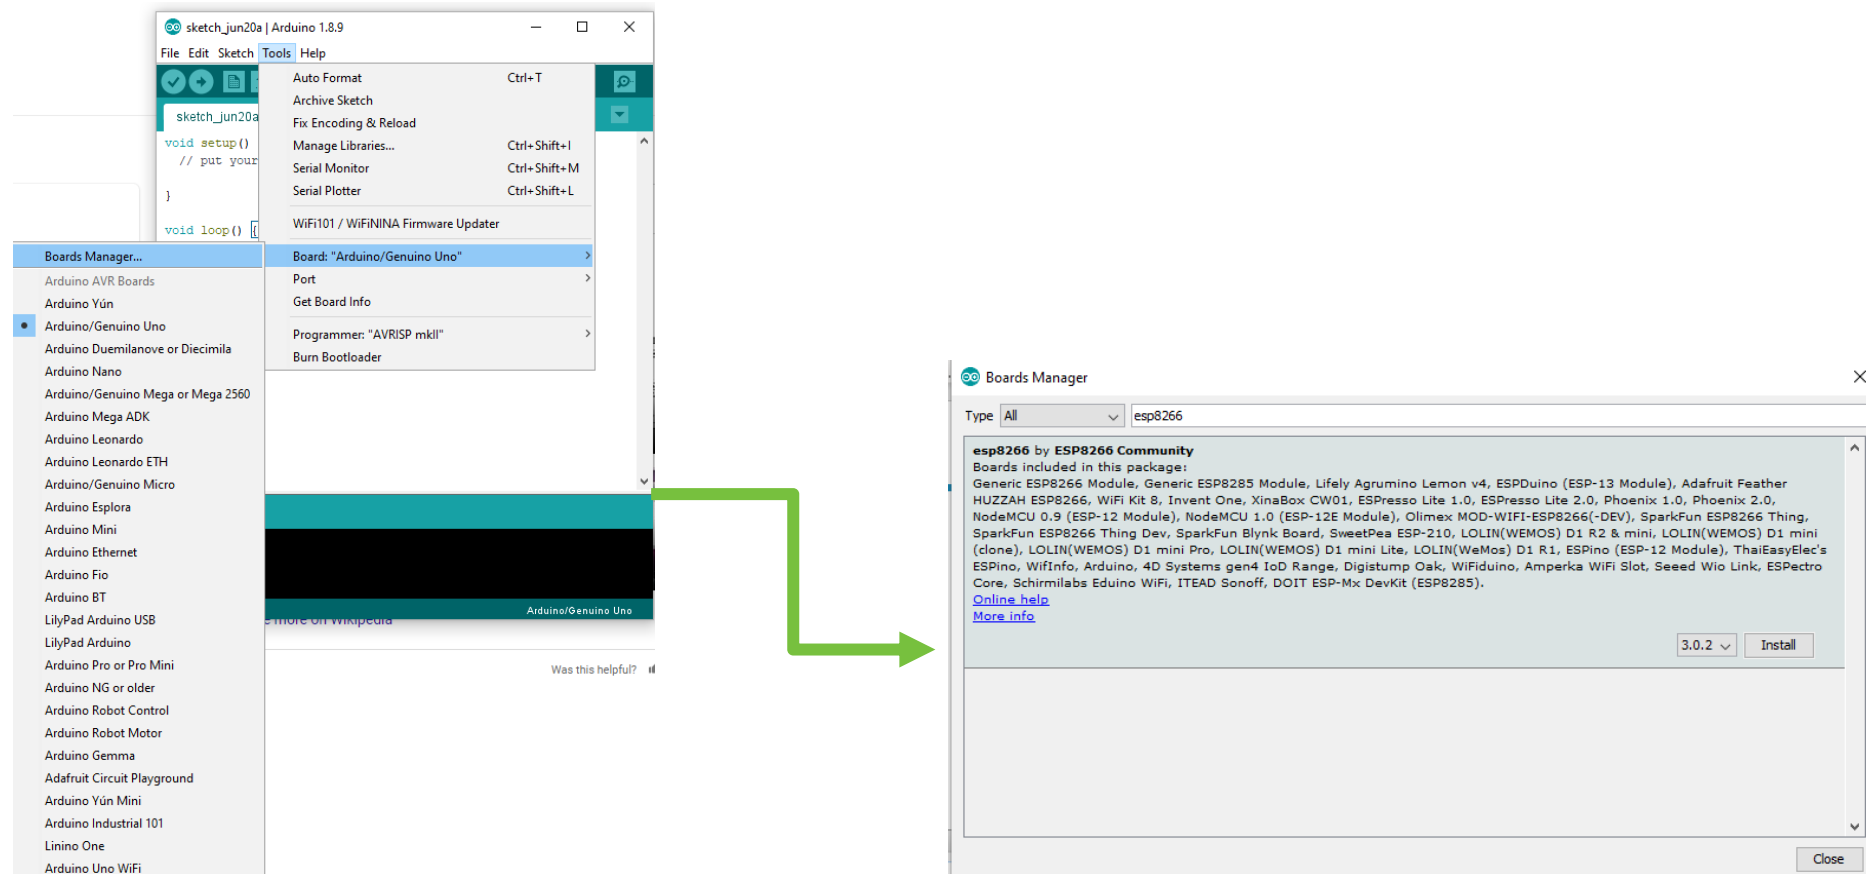 sketch_jun20a | Arduino 1.8.9
File Edit Sketch Tools Help
Auto Format Ctrl+T
Archive Sketch
Fix Encoding & Reload
Manage Libraries... Ctrl+Shift+I
Serial Monitor Ctrl+Shift+M
Serial Plotter Ctrl+Shift+L
WiFi101 / WiFiNINA Firmware Updater
Board: "Arduino/Genuino Uno"
Port
Get Board Info
Programmer: "AVRISP mkII"
Burn Bootloader
sketch_jun20a
void setup()
// put your
}
void loop() {
Boards Manager...
Arduino AVR Boards
Arduino Yún
Arduino/Genuino Uno
Arduino Duemilanove or Diecimila
Arduino Nano
Arduino/Genuino Mega or Mega 2560
Arduino Mega ADK
Arduino Leonardo
Arduino Leonardo ETH
Arduino/Genuino Micro
Arduino Esplora
Arduino Mini
Arduino Ethernet
Arduino Fio
Arduino BT
LilyPad Arduino USB
LilyPad Arduino
Arduino Pro or Pro Mini
Arduino NG or older
Arduino Robot Control
Arduino Robot Motor
Arduino Gemma
Adafruit Circuit Playground
Arduino Yún Mini
Arduino Industrial 101
Linino One
Arduino Uno WiFi
Arduino/Genuino Uno
more on Wikipedia
Was this helpful?
Boards Manager
Type All esp8266
esp8266 by ESP8266 Community
Boards included in this package:
Generic ESP8266 Module, Generic ESP8285 Module, Lifely Agrumino Lemon v4, ESPDuino (ESP-13 Module), Adafruit Feather
HUZZAH ESP8266, WiFi Kit 8, Invent One, XinaBox CW01, ESPresso Lite 1.0, ESPresso Lite 2.0, Phoenix 1.0, Phoenix 2.0,
NodeMCU 0.9 (ESP-12 Module), NodeMCU 1.0 (ESP-12E Module), Olimex MOD-WIFI-ESP8266(-DEV), SparkFun ESP8266 Thing,
SparkFun ESP8266 Thing Dev, SparkFun Blynk Board, SweetPea ESP-210, LOLIN(WEMOS) D1 R2 & mini, LOLIN(WEMOS) D1 mini
(clone), LOLIN(WEMOS) D1 mini Pro, LOLIN(WEMOS) D1 mini Lite, LOLIN(WeMos) D1 R1, ESPino (ESP-12 Module), ThaiEasyElec's
ESPino, WifInfo, Arduino, 4D Systems gen4 IoD Range, Digistump Oak, WiFiduino, Amperka WiFi Slot, Seeed Wio Link, ESPectro
Core, Schirmilabs Eduino WiFi, ITEAD Sonoff, DOIT ESP-Mx DevKit (ESP8285).
Online help
More info
3.0.2 Install
Close